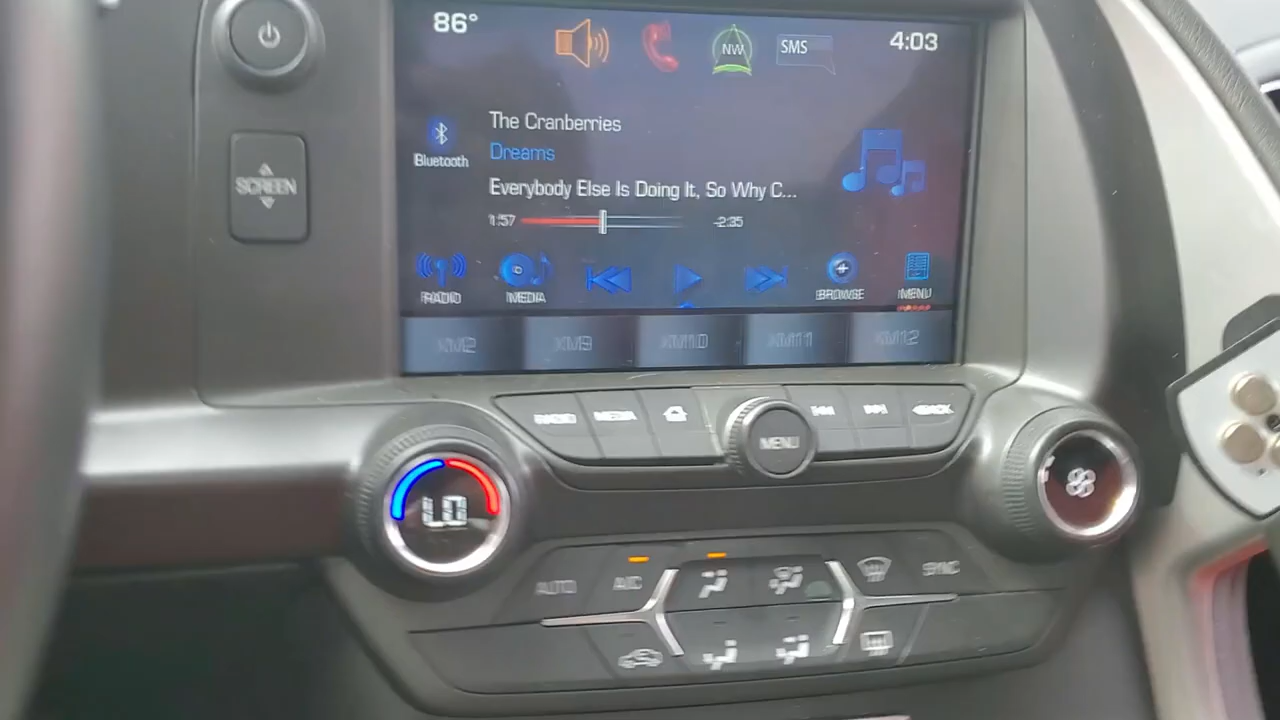 86°
NW
SMS
4:03
The Cranberries
Bluetooth
Dreams
Everybody Else Is Doing It, So Why C...
1:57
-2:35
SCREEN
RADIO
MEDIA
BROWSE
MENU
XM2
XM9
XM10
XM11
XM12
RADIO
MEDIA
MENU
BACK
LO
AUTO
A/C
SYNC